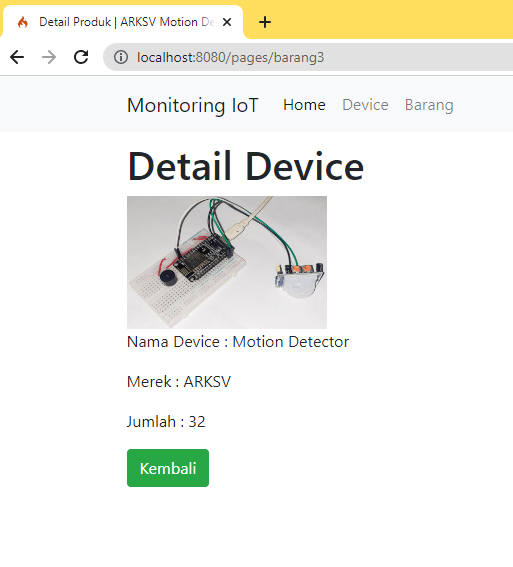 Detail Produk | ARKSV Motion De
localhost:8080/pages/barang3
Monitoring IoT Home Device Barang
Detail Device
Nama Device : Motion Detector
Merek : ARKSV
Jumlah : 32
Kembali